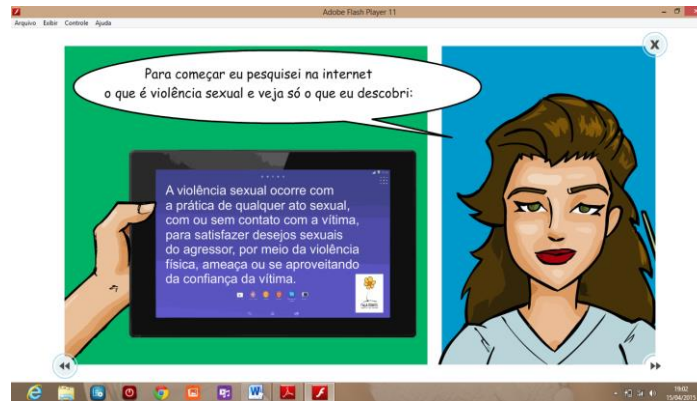 Adobe Flash Player 11
Arquivo Exibir Controle Ajuda
X
Para começar eu pesquisei na internet
o que é violência sexual e veja só o que eu descobri:
A violência sexual ocorre com
a prática de qualquer ato sexual,
com ou sem contato com a vítima,
para satisfazer desejos sexuais
do agressor, por meio da violência
física, ameaça ou se aproveitando
da confiança da vítima.
19:02
15/04/2015